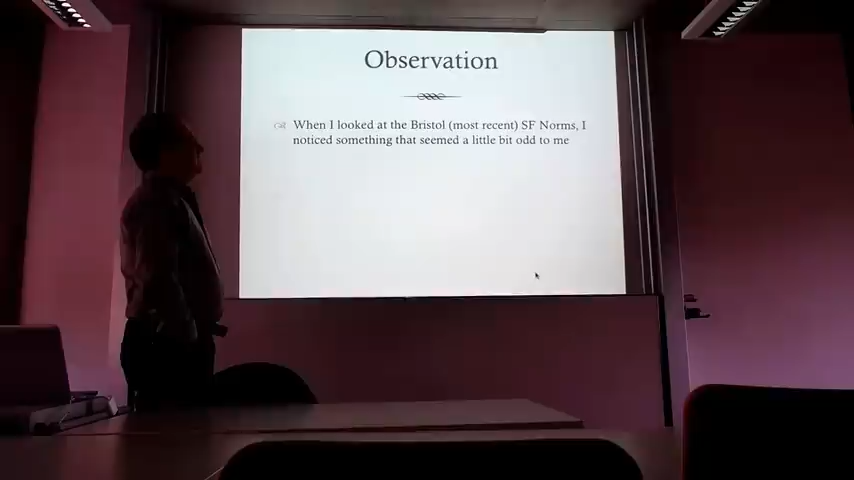 Observation
When I looked at the Bristol (most recent) SF Norms, I
noticed something that seemed a little bit odd to me